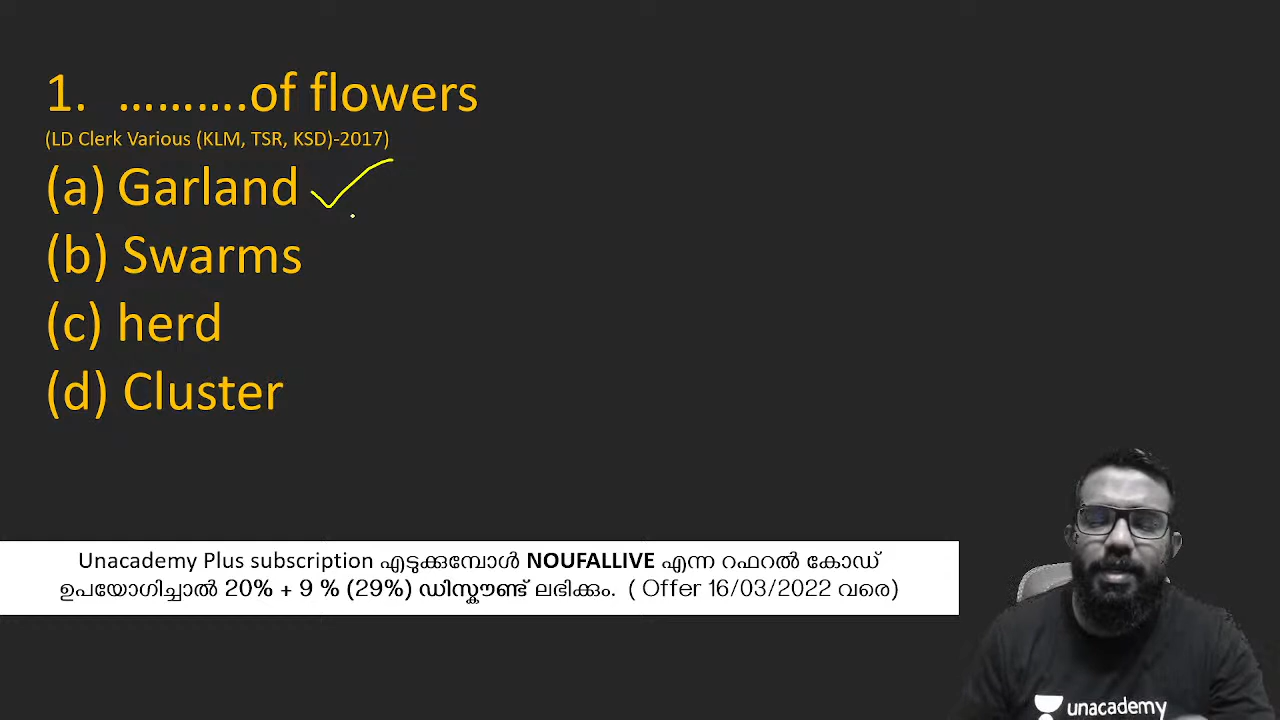 1. ……….of flowers
(LD Clerk Various (KLM, TSR, KSD)-2017)
(a) Garland
(b) Swarms
(c) herd
(d) Cluster
Unacademy Plus subscription എടുക്കുമ്പോൾ NOUFALLIVE എന്ന റഫറൽ കോഡ്
ഉപയോഗിച്ചാൽ 20% + 9 % (29%) ഡിസ്കൗണ്ട് ലഭിക്കും. ( Offer 16/03/2022 വരെ)
unacademy